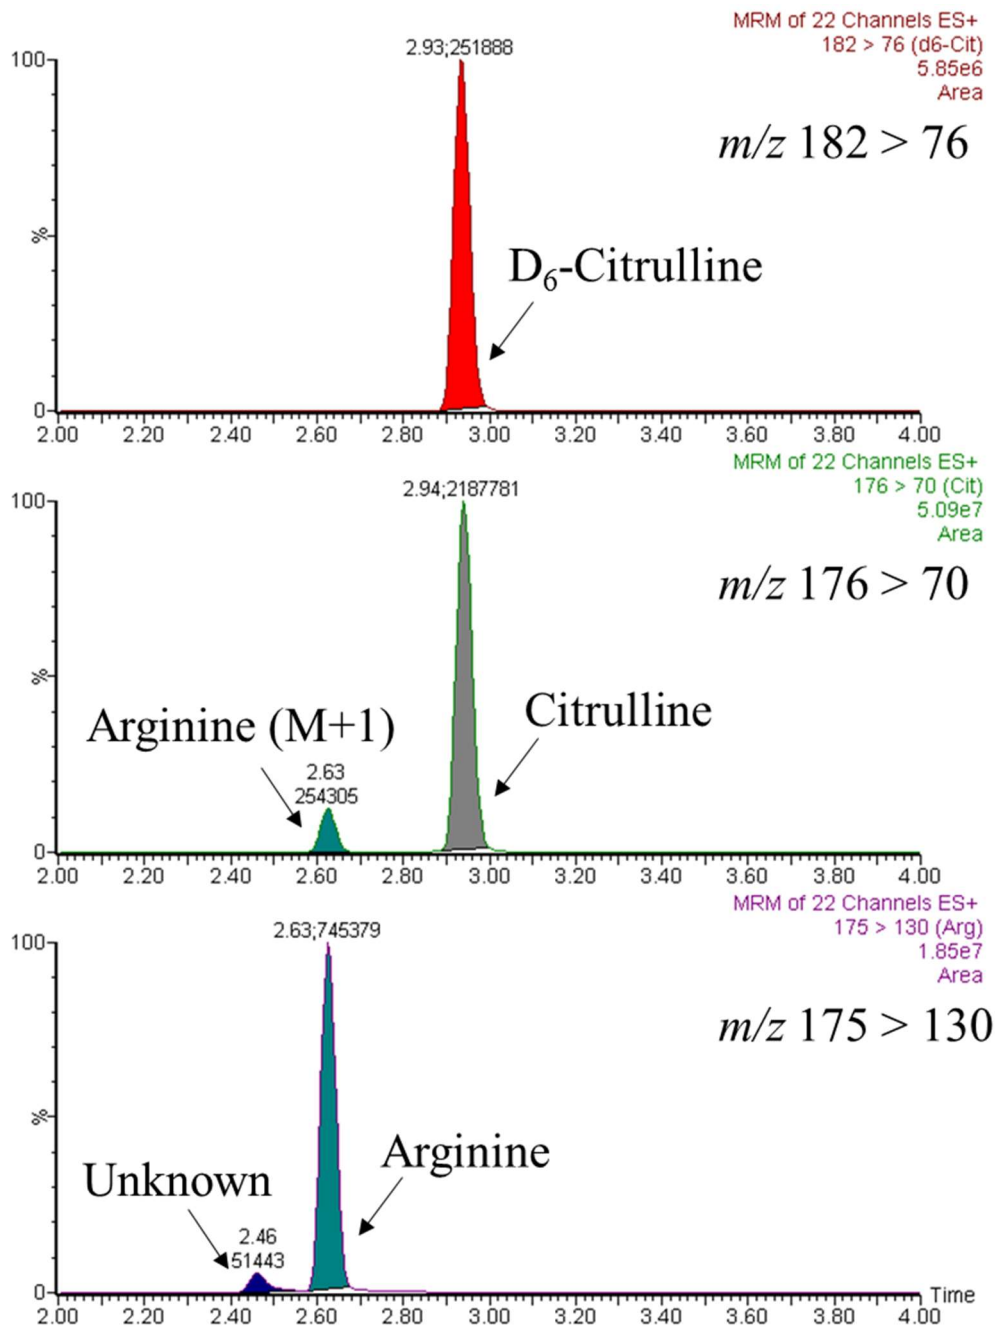 MRM of 22 Channels ES+
182 > 76 (d6-Cit)
5.85e6
Area
2.93;251888
100
m/z 182 > 76
%
D6-Citrulline
0
2.00 2.20 2.40 2.60 2.80 3.00 3.20 3.40 3.60 3.80 4.00
MRM of 22 Channels ES+
176 > 70 (Cit)
5.09e7
Area
2.94;2187781
100
m/z 176 > 70
%
Arginine (M+1)
Citrulline
2.63
254305
0
2.00 2.20 2.40 2.60 2.80 3.00 3.20 3.40 3.60 3.80 4.00
MRM of 22 Channels ES+
175 > 130 (Arg)
1.85e7
Area
2.63;745379
100
m/z 175 > 130
%
Arginine
Unknown
2.46
51443
0
Time
2.00 2.20 2.40 2.60 2.80 3.00 3.20 3.40 3.60 3.80 4.00